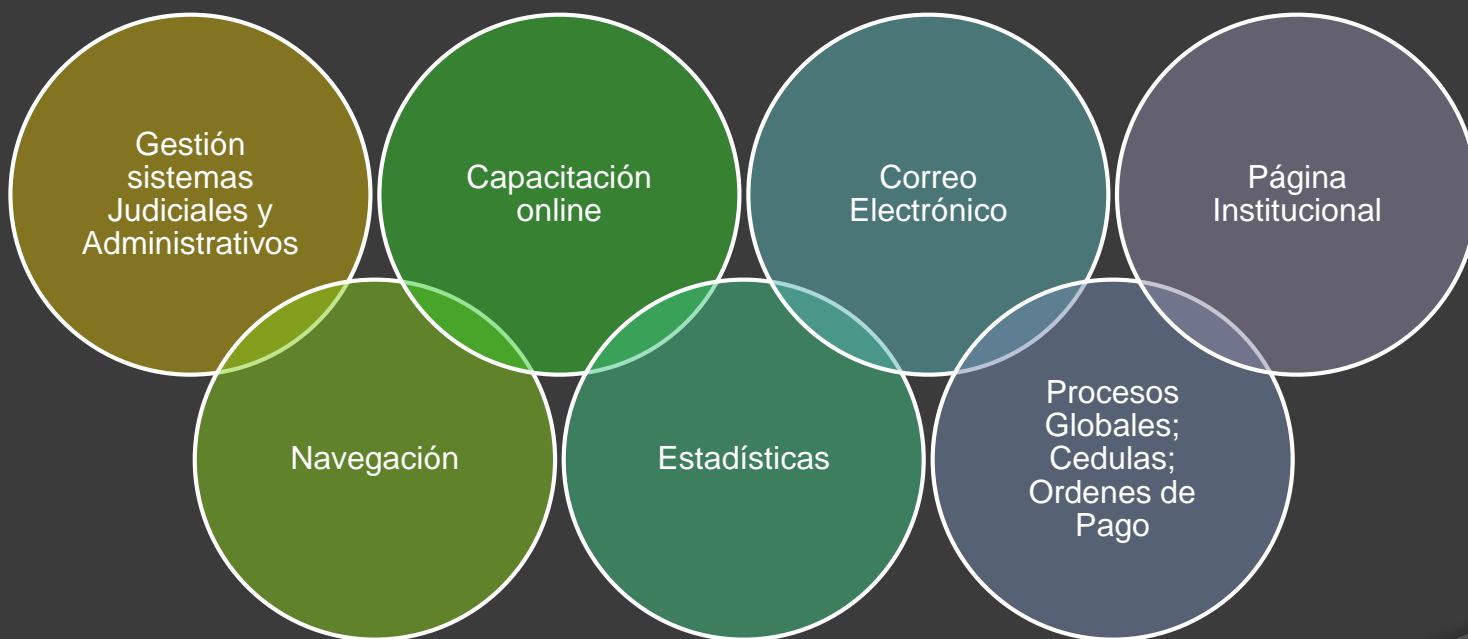 Gestión
sistemas
Judiciales y
Administrativos
Capacitación
online
Correo
Electrónico
Página
Institucional
Navegación
Estadísticas
Procesos
Globales;
Cedulas;
Ordenes de
Pago